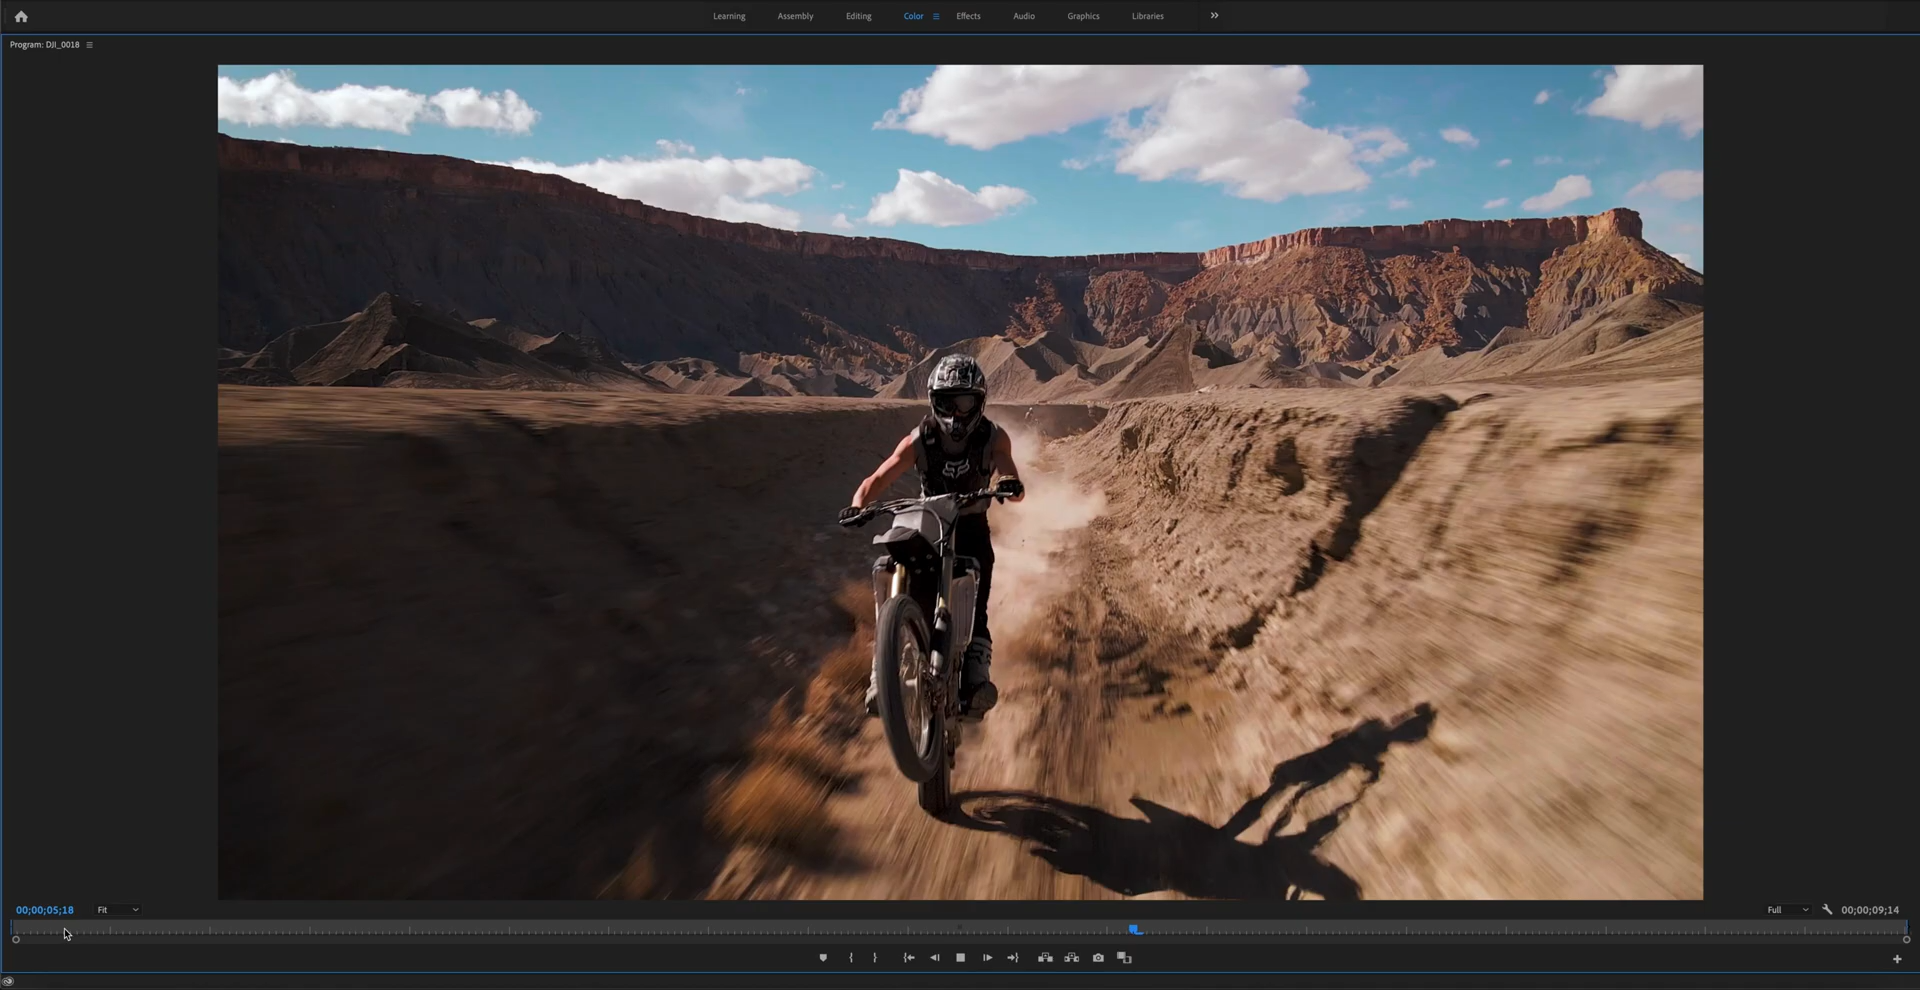 Learning Assembly Editing Color Effects Audio Graphics Libraries
Program: DJI_0018
FOX
00;00;05;18 Fit Full 00;00;09;14